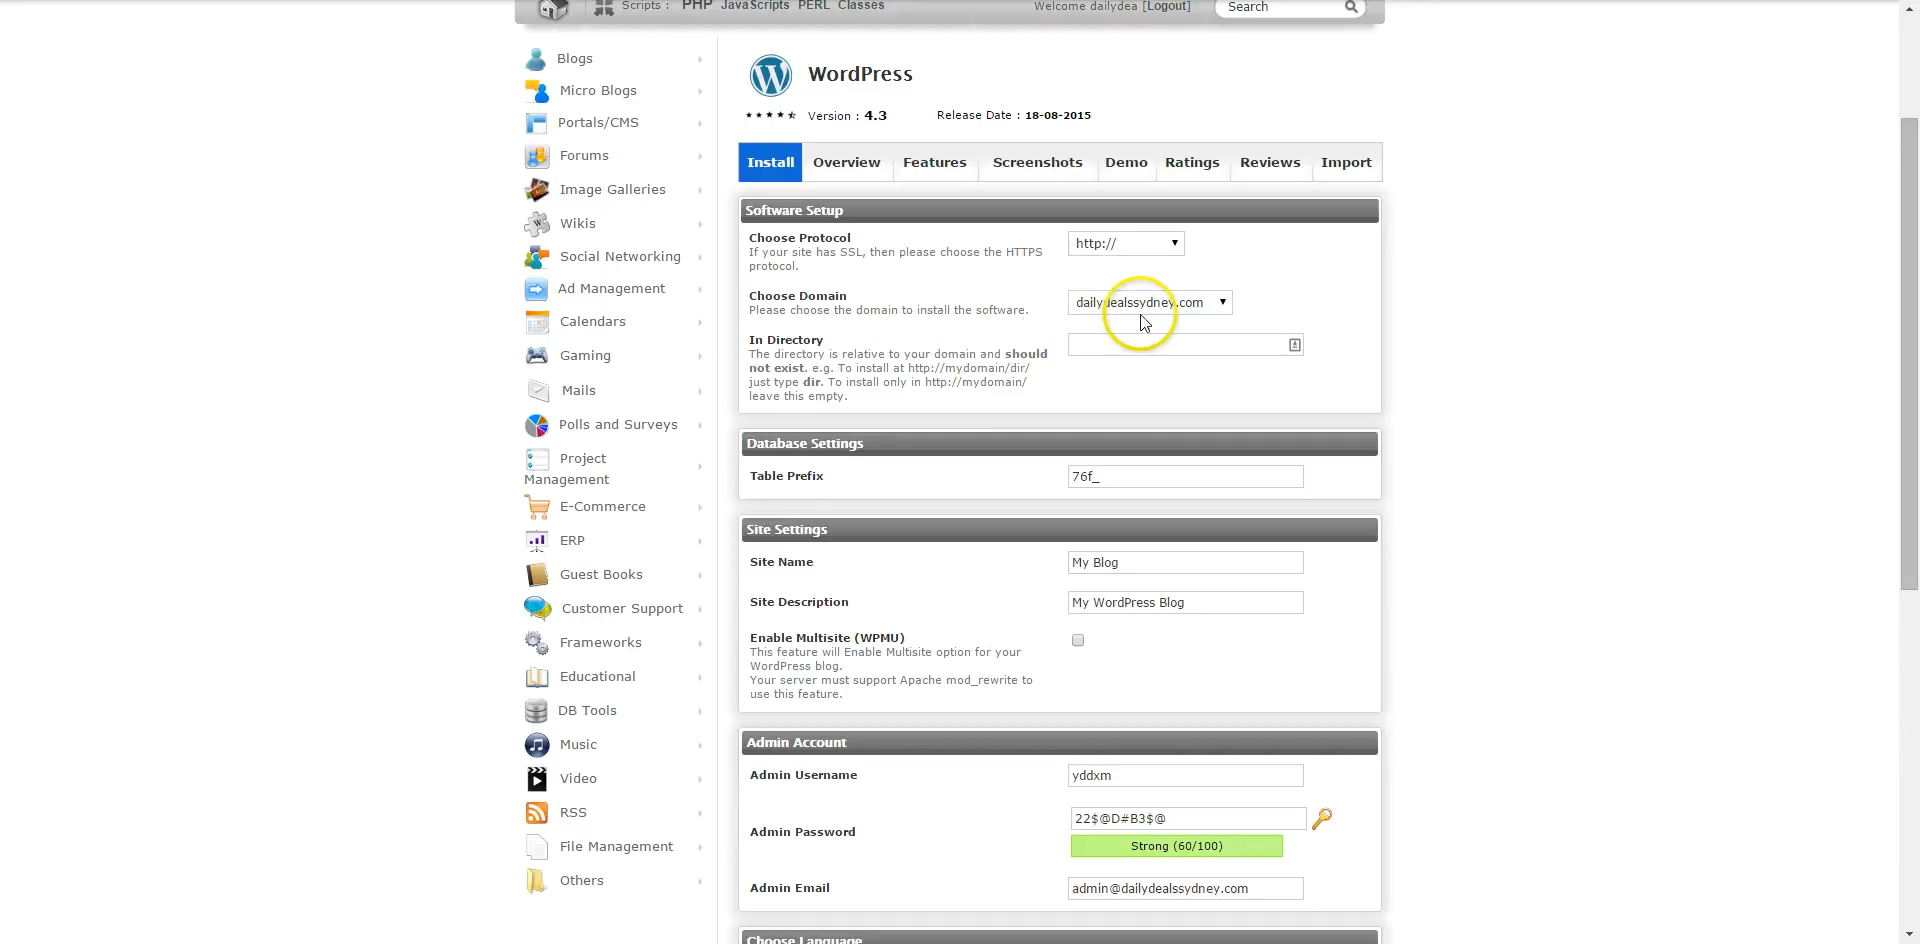 Scripts : PHP JavaScripts PERL Classes
Welcome dailydea [Logout]
Search
Blogs
Micro Blogs
Portals/CMS
Forums
Image Galleries
Wikis
Social Networking
Ad Management
Calendars
Gaming
Mails
Polls and Surveys
Project
Management
E-Commerce
ERP
Guest Books
Customer Support
Frameworks
Educational
DB Tools
Music
Video
RSS
File Management
Others
WordPress
Version : 4.3 Release Date : 18-08-2015
Install Overview Features Screenshots Demo Ratings Reviews Import
Software Setup
Choose Protocol
If your site has SSL, then please choose the HTTPS
protocol.
http://
Choose Domain
Please choose the domain to install the software.
dailydealssydney.com
In Directory
The directory is relative to your domain and should
not exist. e.g. To install at http://mydomain/dir/
just type dir. To install only in http://mydomain/
leave this empty.
Database Settings
Table Prefix
76f_
Site Settings
Site Name
My Blog
Site Description
My WordPress Blog
Enable Multisite (WPMU)
This feature will Enable Multisite option for your
WordPress blog.
Your server must support Apache mod_rewrite to
use this feature.
Admin Account
Admin Username
yddxm
Admin Password
22$@D#B3$@
Strong (60/100)
Admin Email
admin@dailydealssydney.com
Choose Language